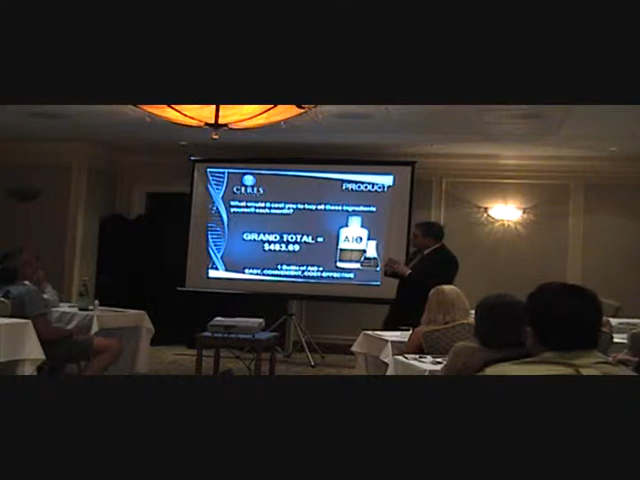 CERES
PRODUCT
What would it cost you to buy all these ingredients
yourself each month?
AIO
GRAND TOTAL =
$483.69
1 Bottle of AIO =
EASY, CONVENIENT, COST-EFFECTIVE